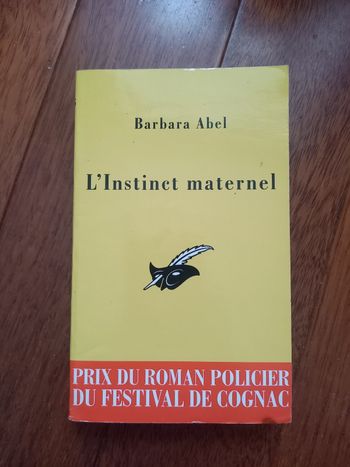 Barbara Abel
L'Instinct maternel
PRIX DU ROMAN POLICIER
DU FESTIVAL DE COGNAC